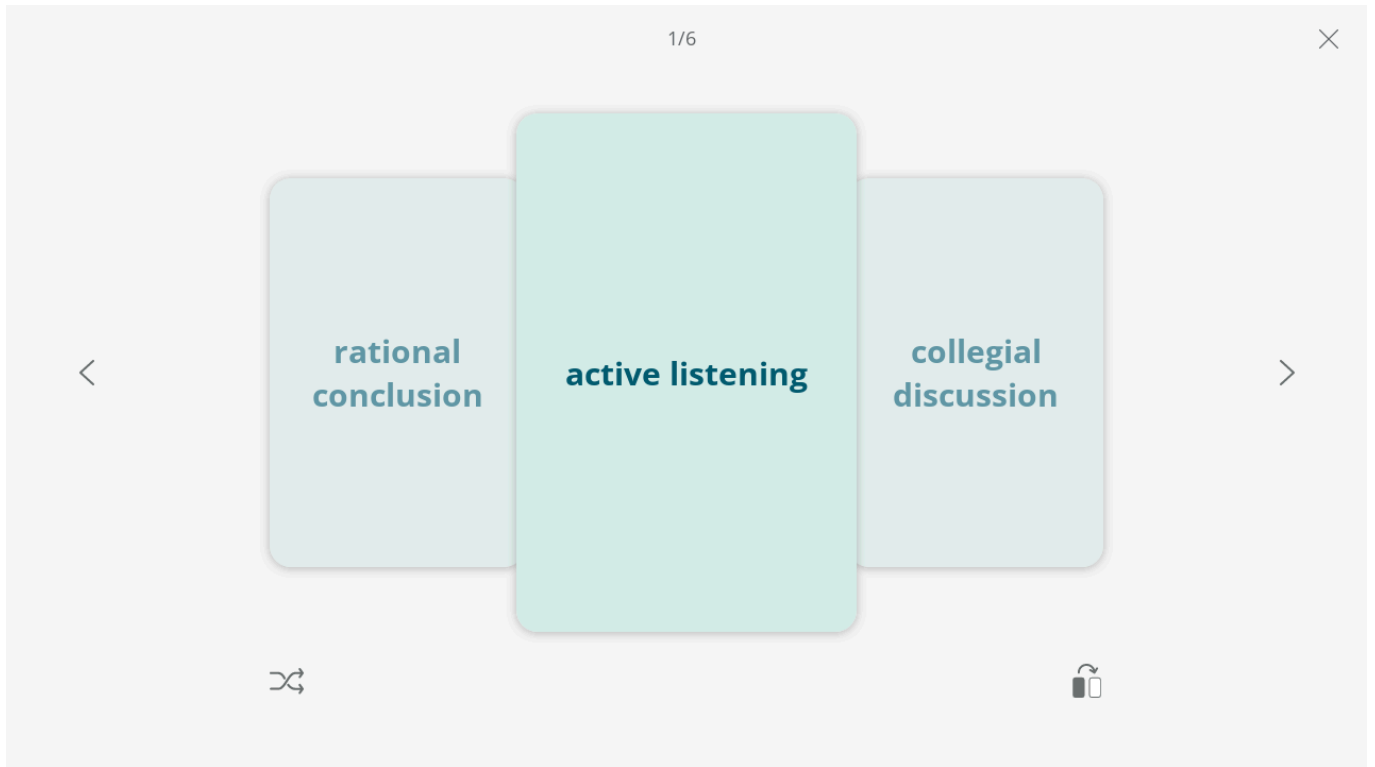 1/6
rational
conclusion
active listening
collegial
discussion